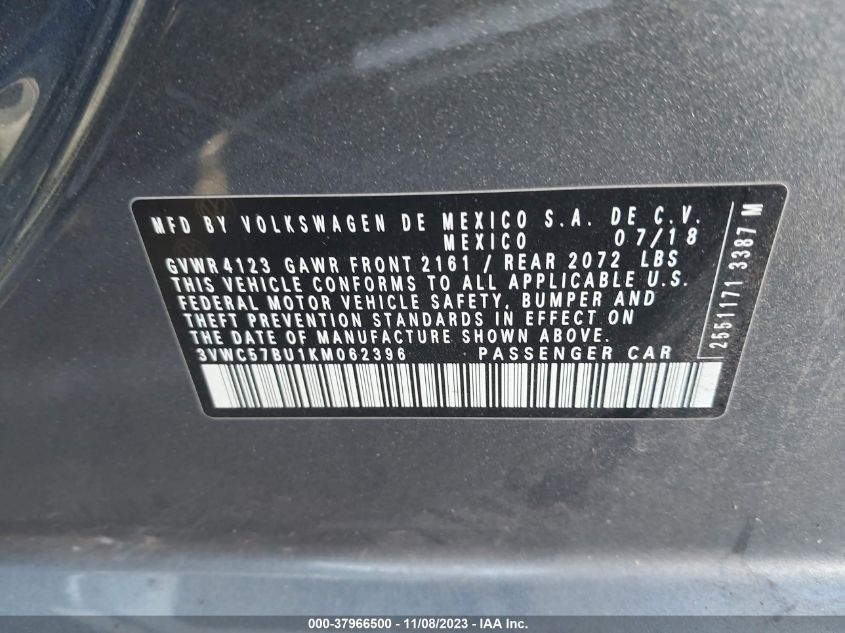 MFD BY VOLKSWAGEN DE MEXICO S.A. DE C.V.
MEXICO 07/18
GVWR 4123 GAWR FRONT 2161 / REAR 2072 LBS
THIS VEHICLE CONFORMS TO ALL APPLICABLE U.S.
FEDERAL MOTOR VEHICLE SAFETY, BUMPER AND
THEFT PREVENTION STANDARDS IN EFFECT ON
THE DATE OF MANUFACTURE SHOWN ABOVE.
3VWC57BU1KM062396 PASSENGER CAR
2551171 3387 M
000-37966500 - 11/08/2023 - IAA Inc.